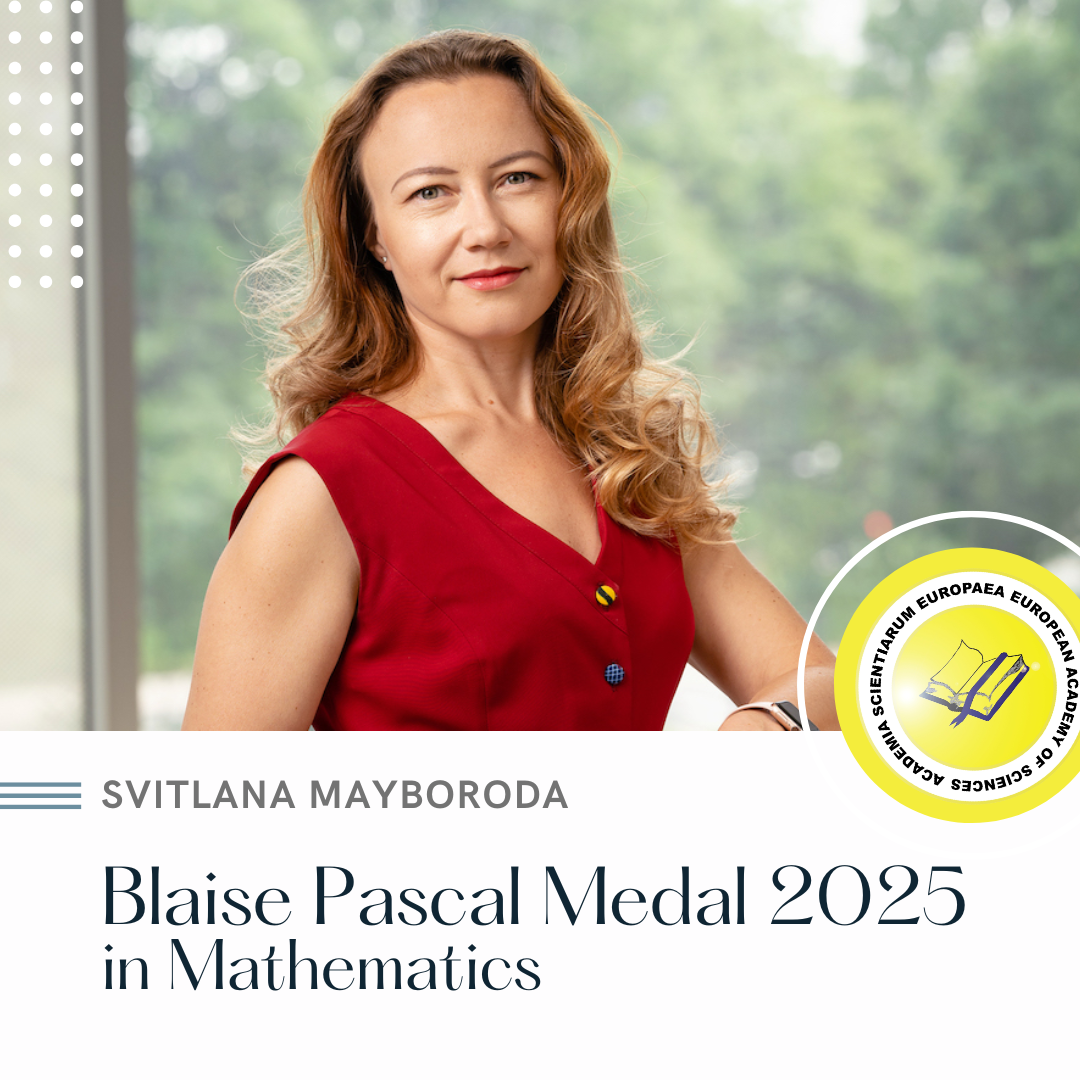 ACADEMIA SCIENTIARUM EUROPAEA EUROPEAN ACADEMY OF SCIENCES
SVITLANA MAYBORODA
Blaise Pascal Medal 2025
in Mathematics